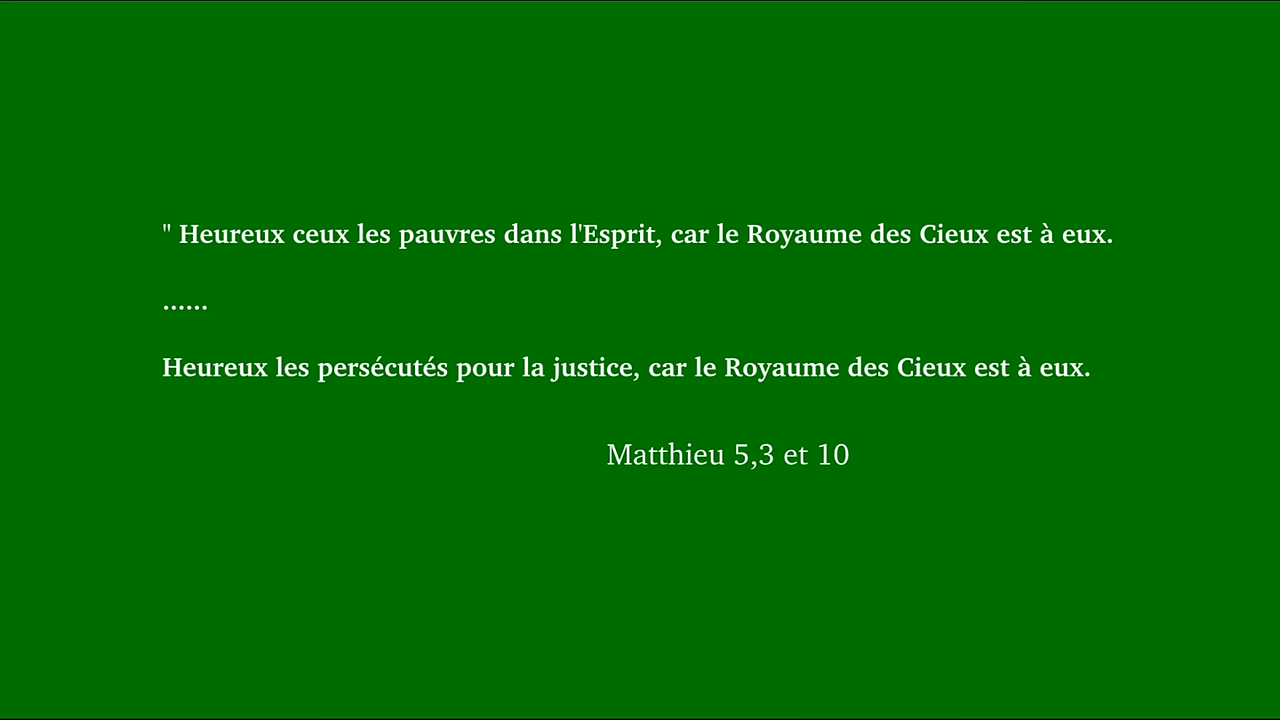 " Heureux ceux les pauvres dans l'Esprit, car le Royaume des Cieux est à eux.
......
Heureux les persécutés pour la justice, car le Royaume des Cieux est à eux.
Matthieu 5,3 et 10